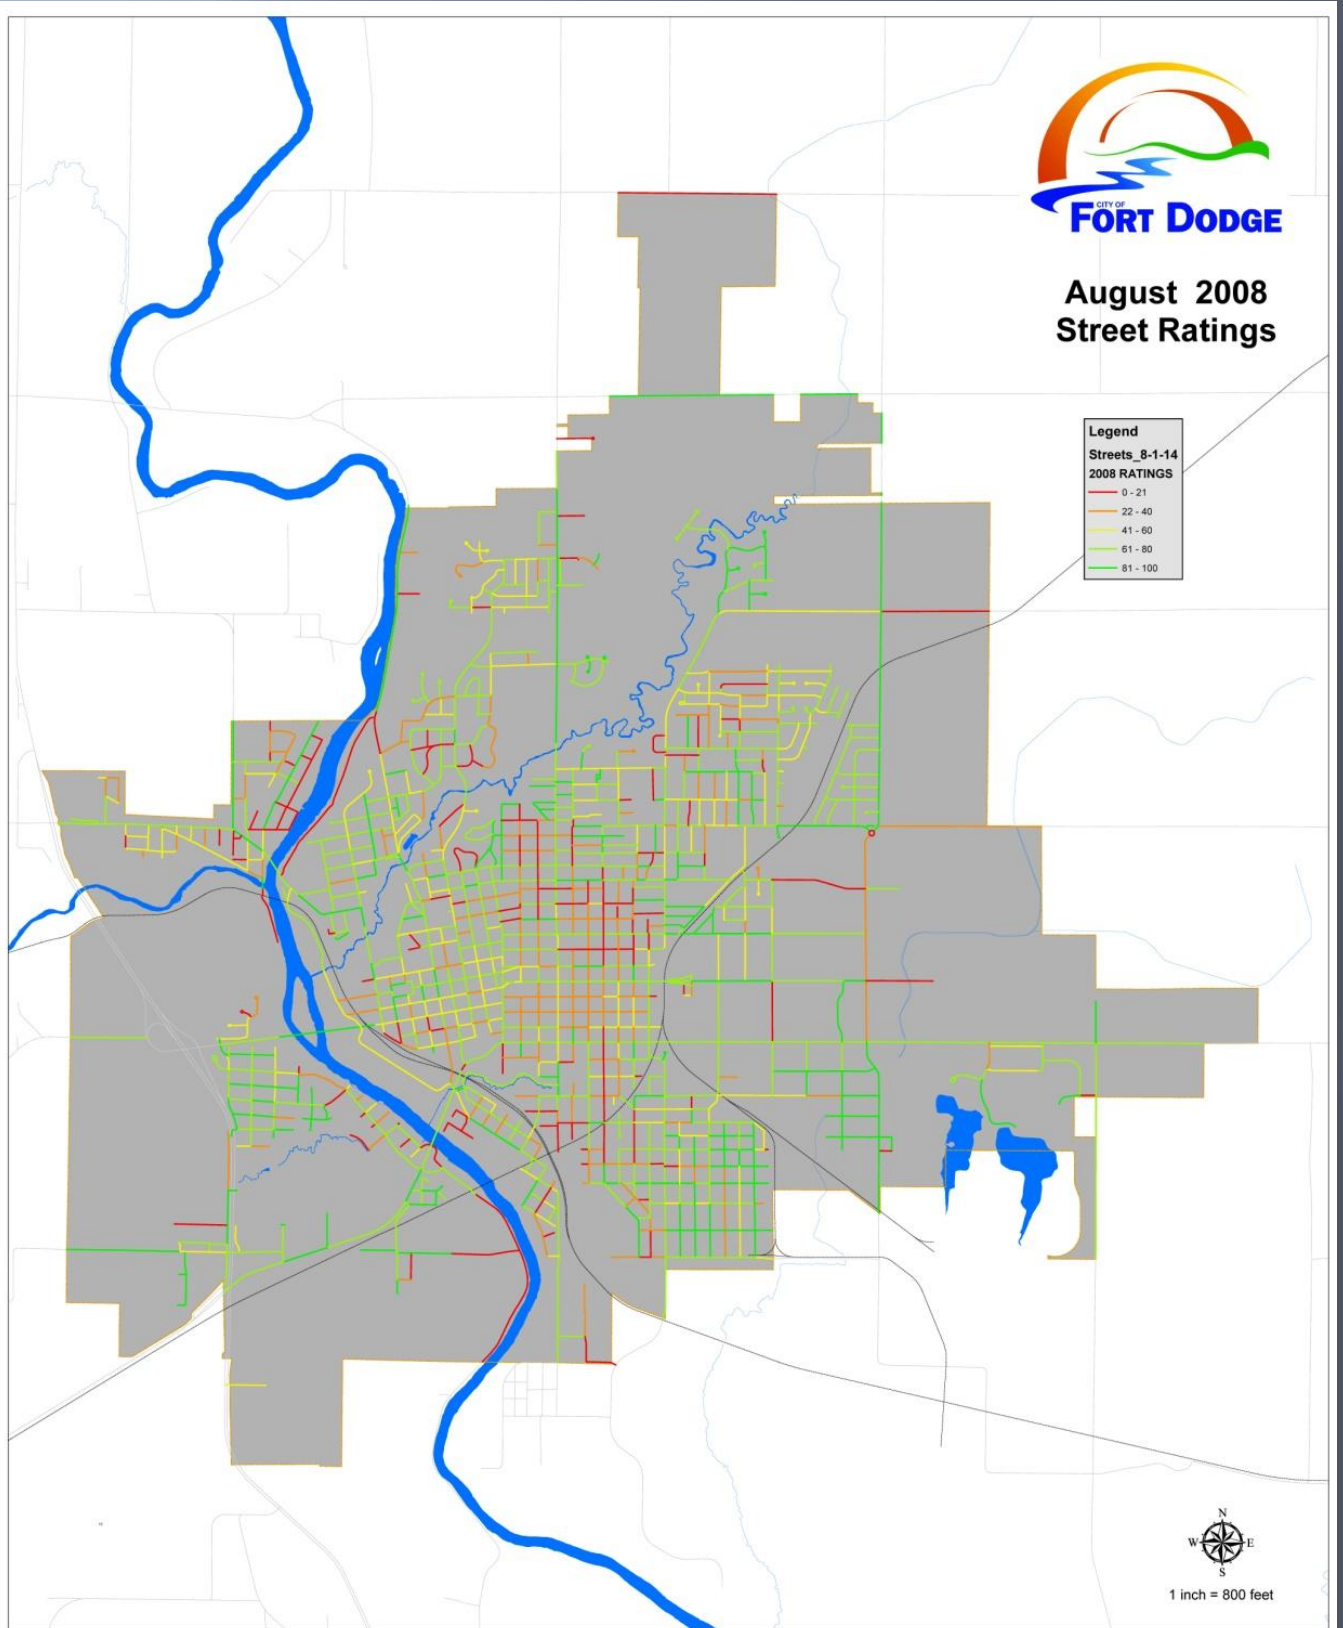 CITY OF
FORT DODGE
August 2008
Street Ratings
Legend
Streets_8-1-14
2008 RATINGS
0 - 21
22 - 40
41 - 60
61 - 80
81 - 100
N
W E
S
1 inch = 800 feet